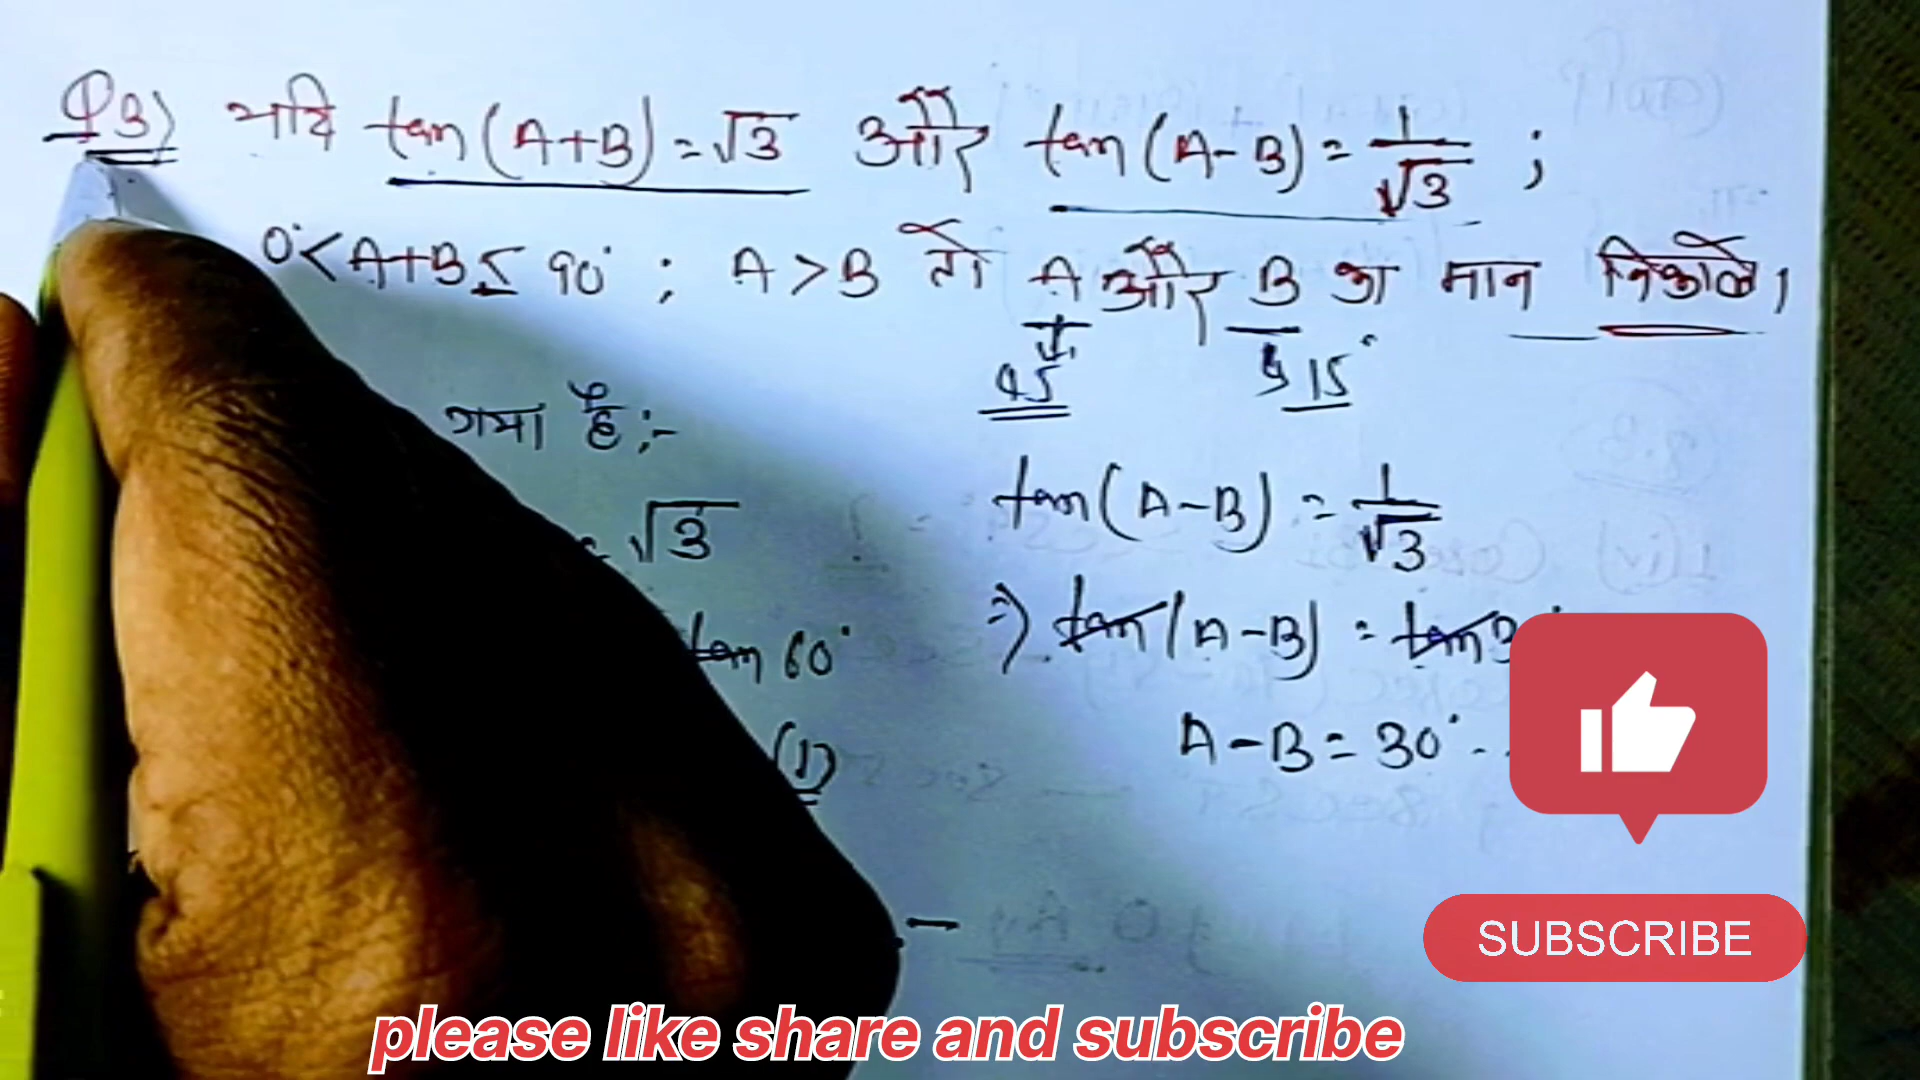 Q3) यदि tan(A+B) = √3 और tan(A-B) = 1/√3 ;
0°<A+B≤ 90° ; A>B तो A और B का मान निकालें।
45 15°
गया है :-
= √3
tan(A-B) = 1/√3
tan 60°
⇒ tan(A-B) = tan3
(1)
A-B = 30° - .
SUBSCRIBE
please like share and subscribe